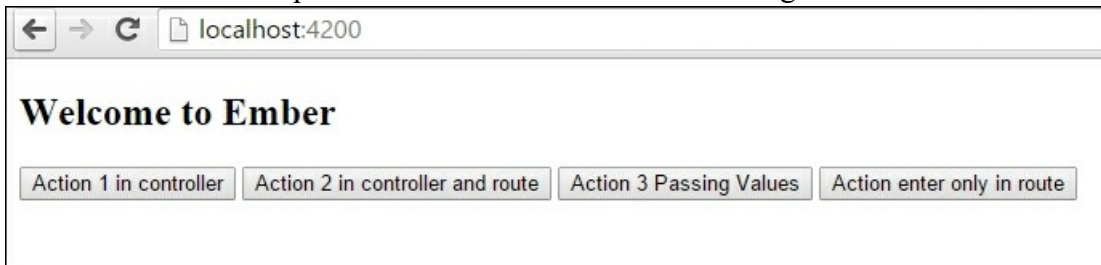 localhost:4200
Welcome to Ember
Action 1 in controller Action 2 in controller and route Action 3 Passing Values Action enter only in route